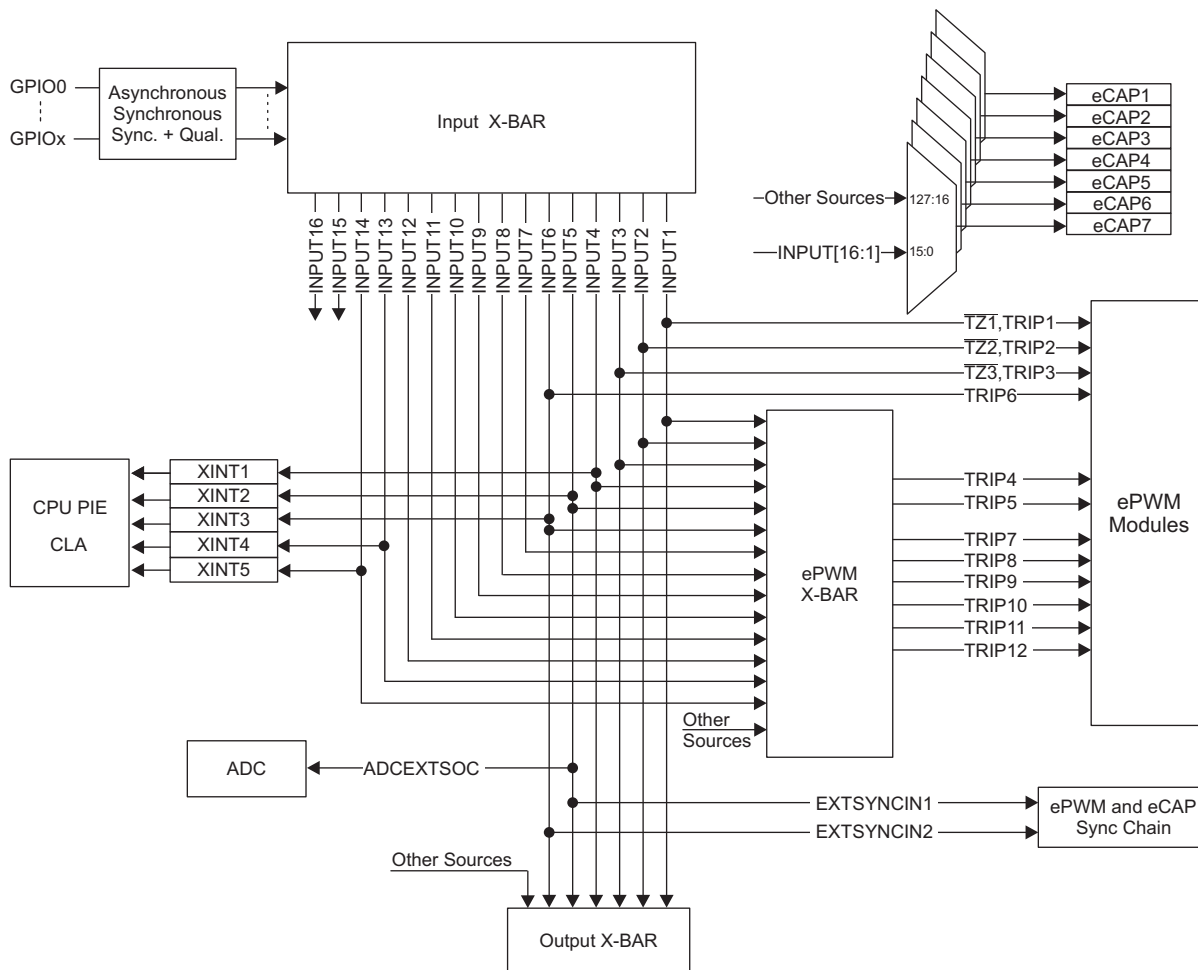 GPIO0
GPIOx
Asynchronous
Synchronous
Sync. + Qual.
Input X-BAR
eCAP1
eCAP2
eCAP3
eCAP4
eCAP5
eCAP6
eCAP7
Other Sources
127:16
INPUT[16:1]
15:0
INPUT16
INPUT15
INPUT14
INPUT13
INPUT12
INPUT11
INPUT10
INPUT9
INPUT8
INPUT7
INPUT6
INPUT5
INPUT4
INPUT3
INPUT2
INPUT1
T̅Z̅1̅,TRIP1
T̅Z̅2̅,TRIP2
T̅Z̅3̅,TRIP3
TRIP6
CPU PIE
CLA
XINT1
XINT2
XINT3
XINT4
XINT5
ePWM
X-BAR
TRIP4
TRIP5
TRIP7
TRIP8
TRIP9
TRIP10
TRIP11
TRIP12
ePWM
Modules
Other
Sources
ADC
ADCEXTSOC
EXTSYNCIN1
EXTSYNCIN2
ePWM and eCAP
Sync Chain
Other Sources
Output X-BAR